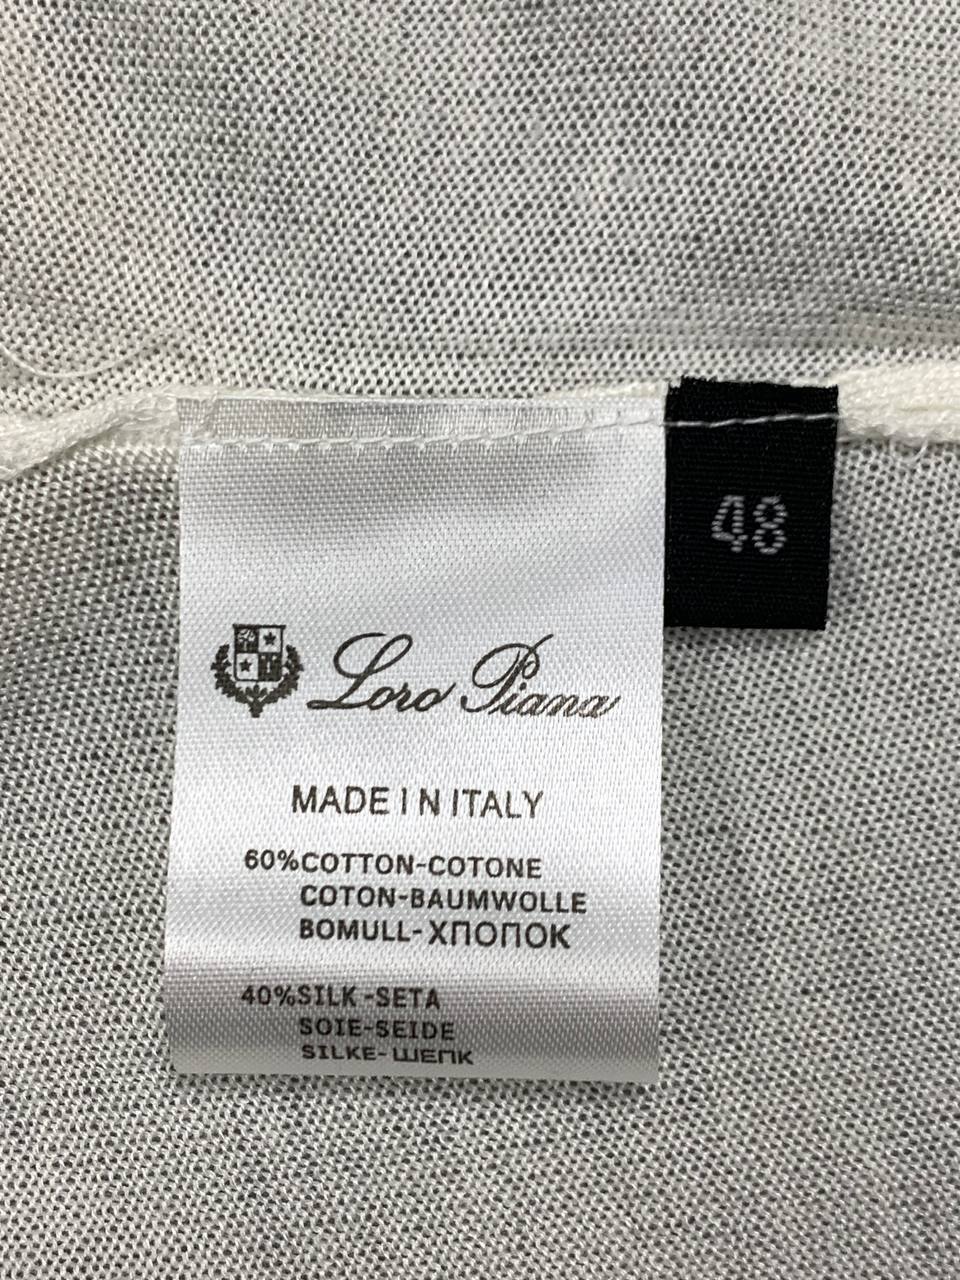 48
Loro Piana
MADE I N ITALY
60%COTTON-COTONE
COTON-BAUMWOLLE
BOMULL-ХПОПОК
40%SILK-SETA
SOIE-SEIDE
SILKE-ШЕПК